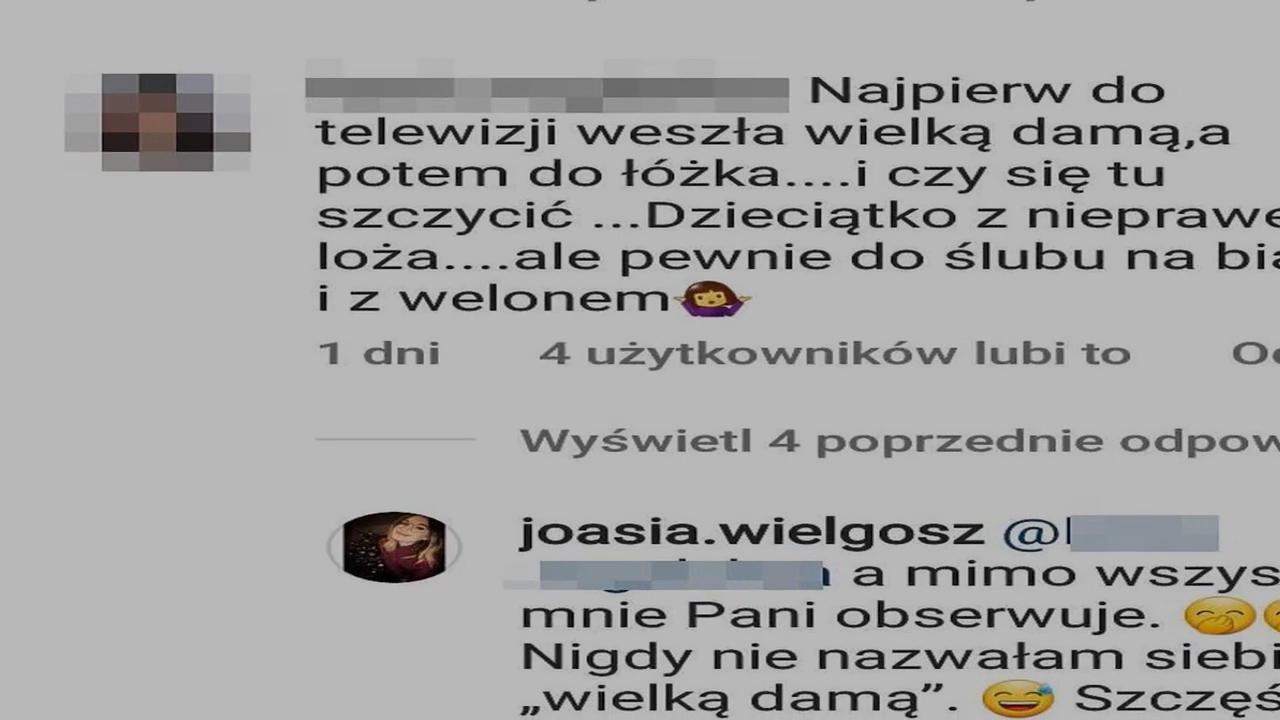 Najpierw do
telewizji weszła wielką damą,a
potem do łóżka....i czy się tu
szczycić ...Dzieciątko z nieprawe
loża....ale pewnie do ślubu na bia
i z welonem🤷‍♀️
1 dni 4 użytkowników lubi to
Wyświetl 4 poprzednie odpow
joasia.wielgosz @
a mimo wszys
mnie Pani obserwuje. 🤭
Nigdy nie nazwałam siebi
„wielką damą”. 😅 Szczęś